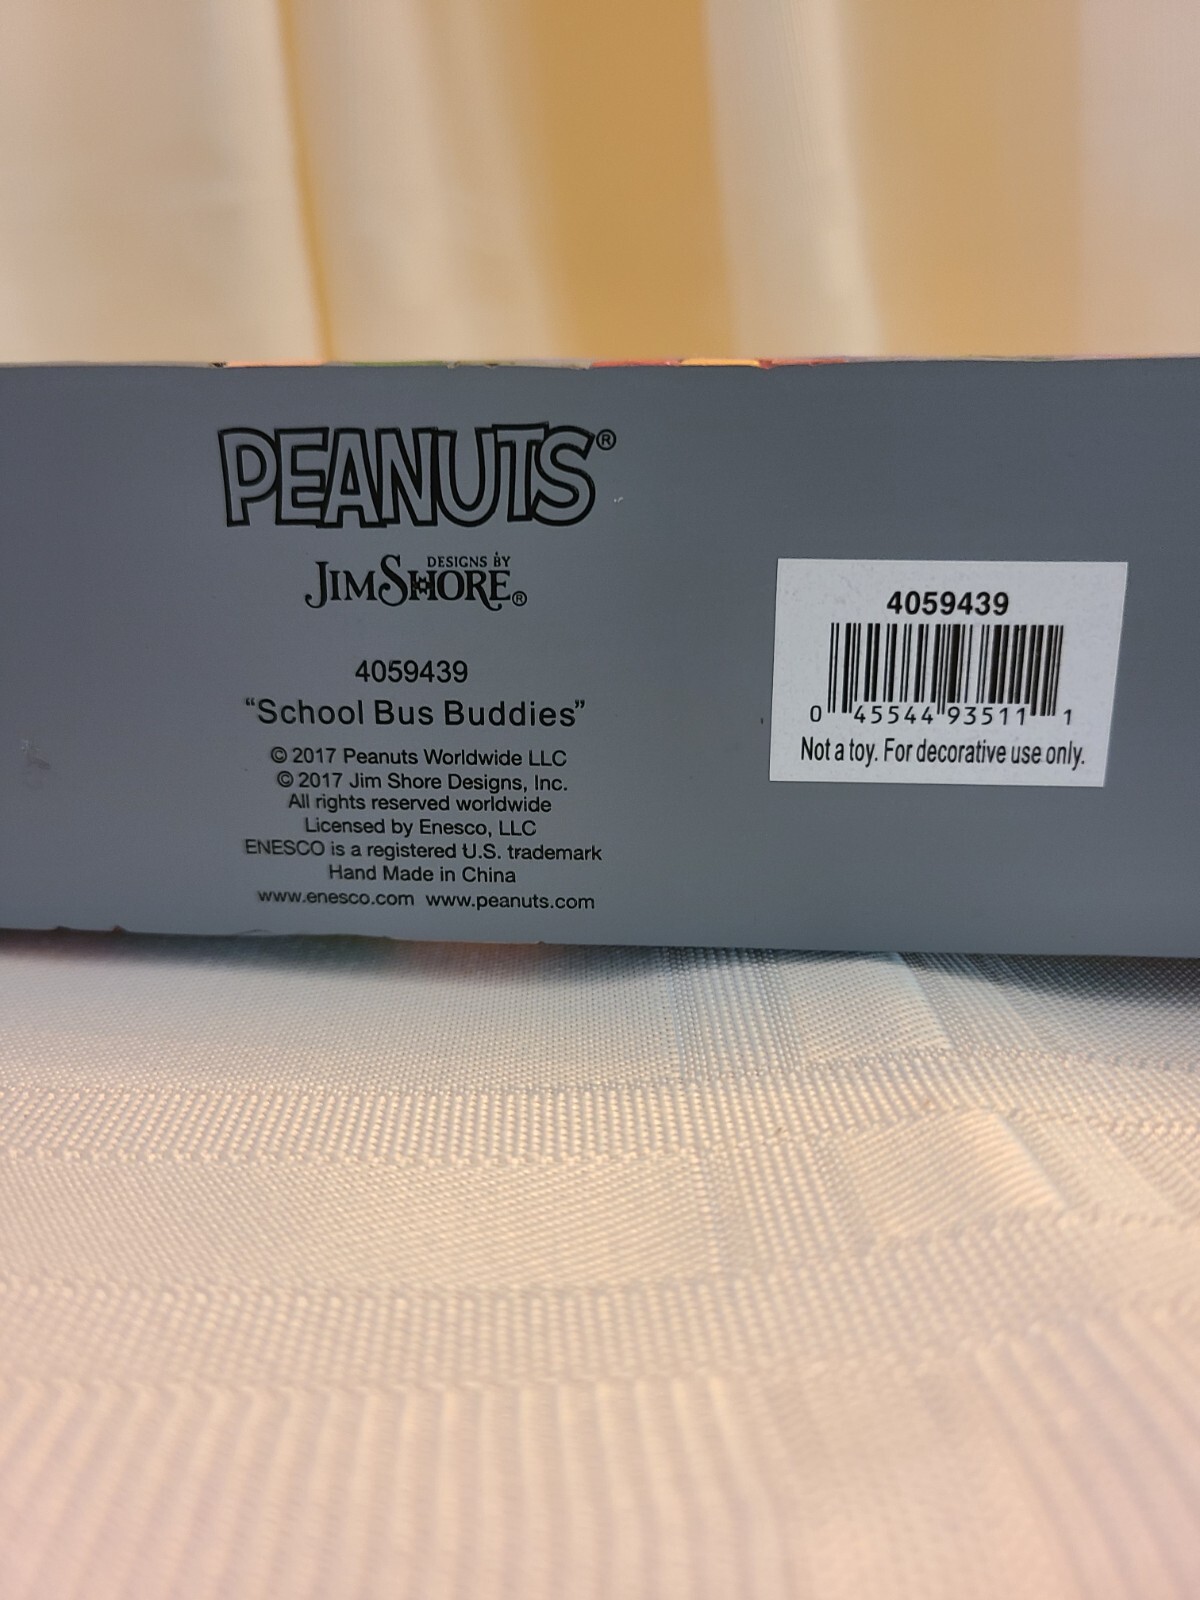 PEANUTS®
DESIGNS BY
JIM SHORE®
4059439
“School Bus Buddies”
© 2017 Peanuts Worldwide LLC
© 2017 Jim Shore Designs, Inc.
All rights reserved worldwide
Licensed by Enesco, LLC
ENESCO is a registered U.S. trademark
Hand Made in China
www.enesco.com www.peanuts.com
4059439
0 45544 93511 1
Not a toy. For decorative use only.